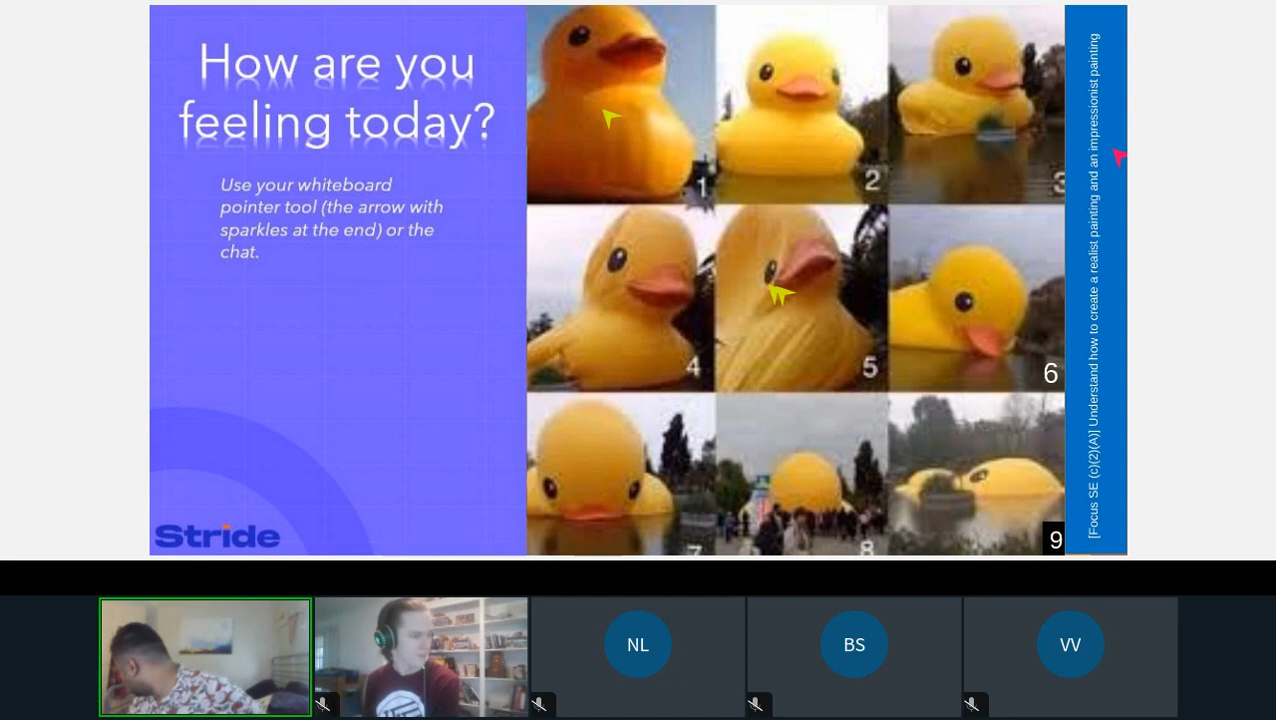 How are you
feeling today?
Use your whiteboard
pointer tool (the arrow with
sparkles at the end) or the
chat.
Stride
1
2
3
4
5
6
7
8
9
[Focus SE (c)(2)(A)] Understand how to create a realist painting and an impressionist painting
NL
BS
VV